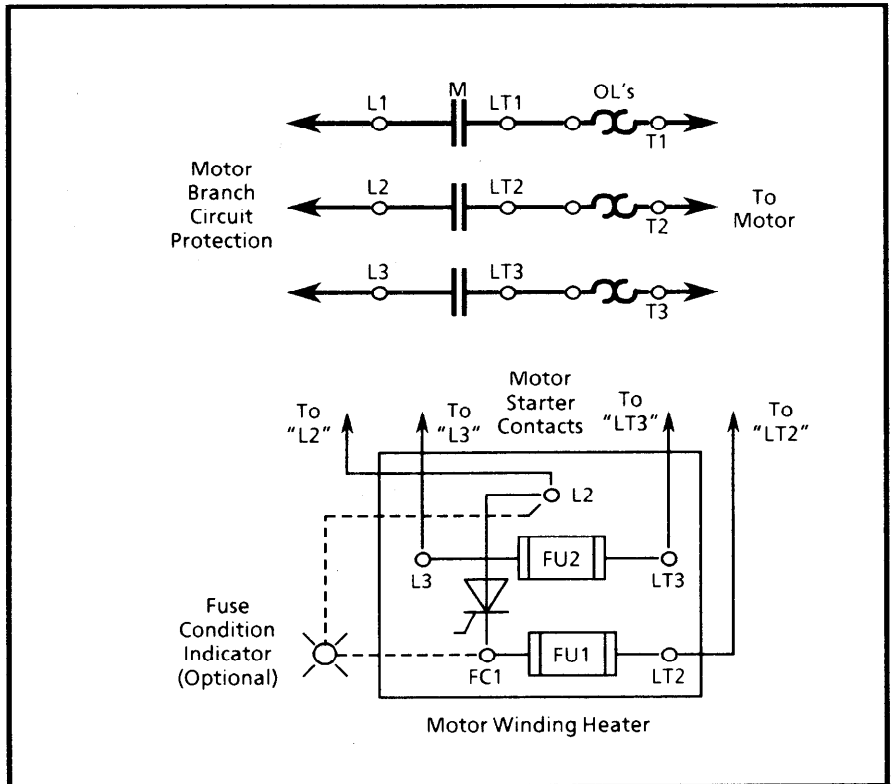 M
OL's
L1
LT1
T1
Motor
Branch
Circuit
Protection
L2
LT2
T2
To
Motor
L3
LT3
T3
Motor
Starter
Contacts
To
"L2"
To
"L3"
To
"LT3"
To
"LT2"
L2
L3
FU2
LT3
Fuse
Condition
Indicator
(Optional)
FC1
FU1
LT2
Motor Winding Heater